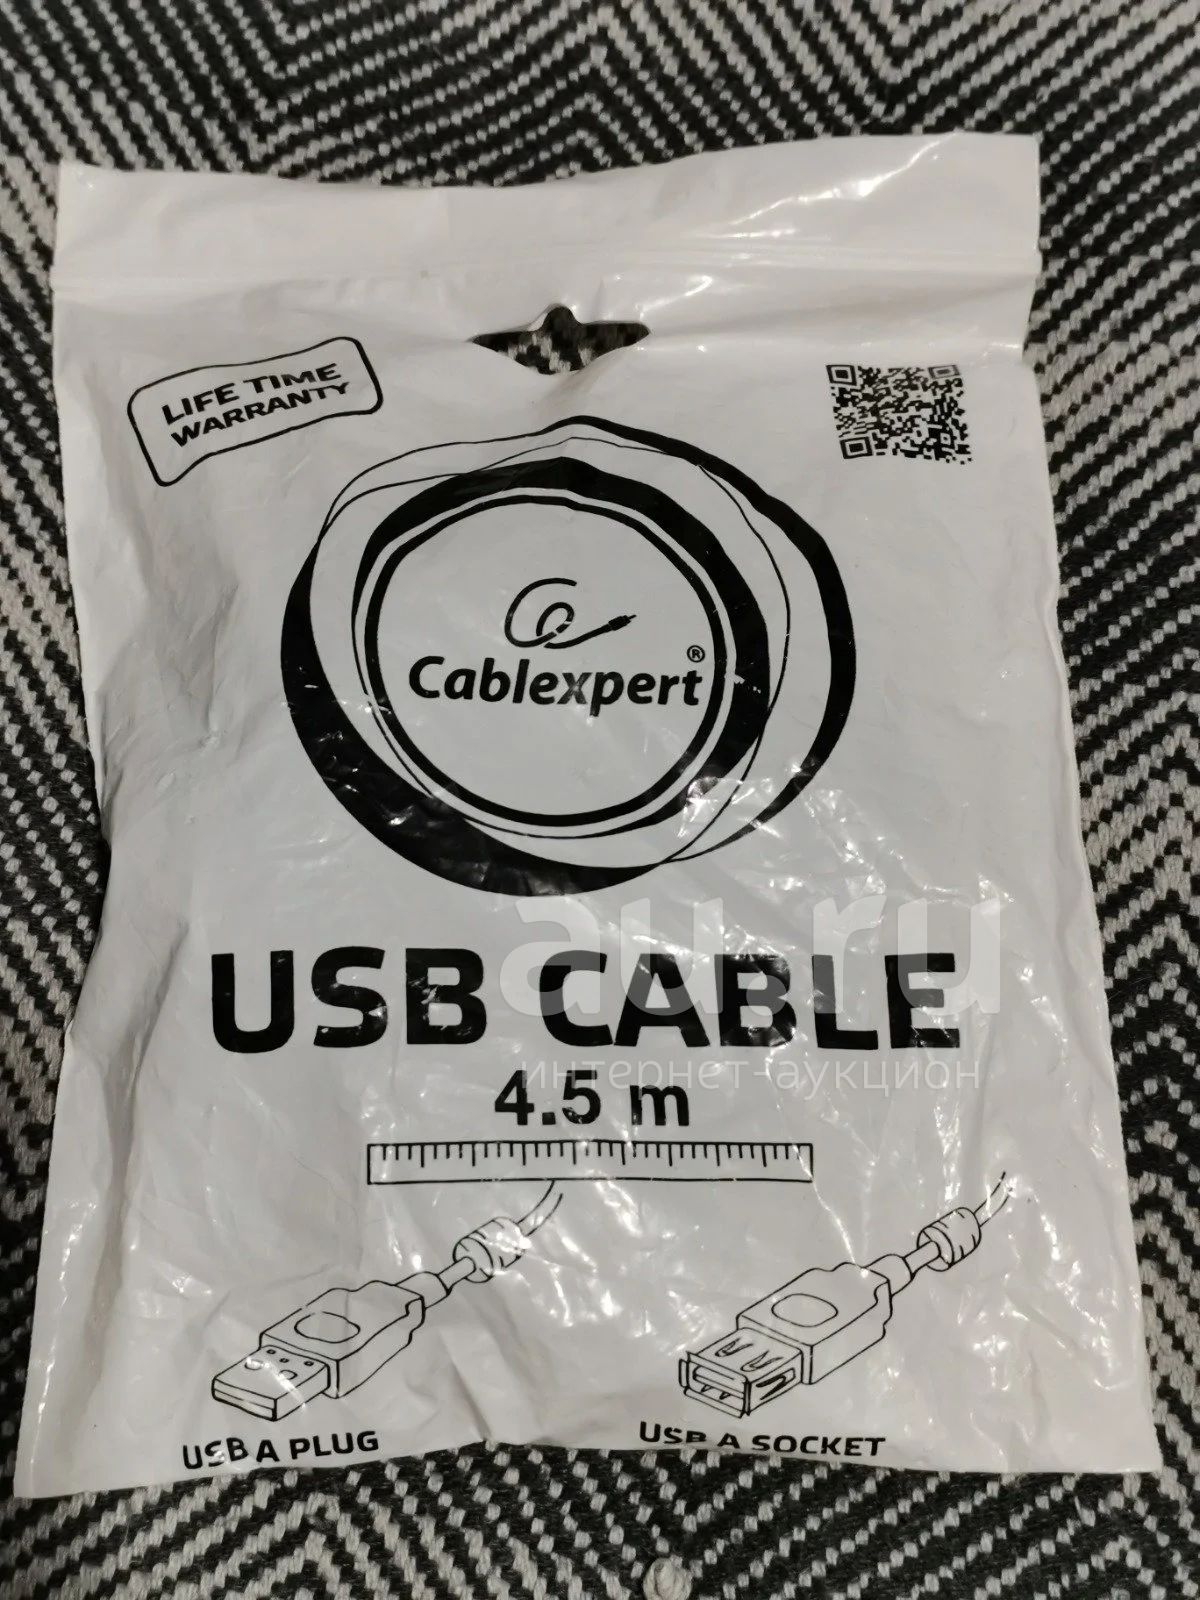 LIFE TIME
WARRANTY
Cablexpert®
USB CABLE
au.ru
интернет-аукцион
4.5 m
USB A PLUG
USB A SOCKET